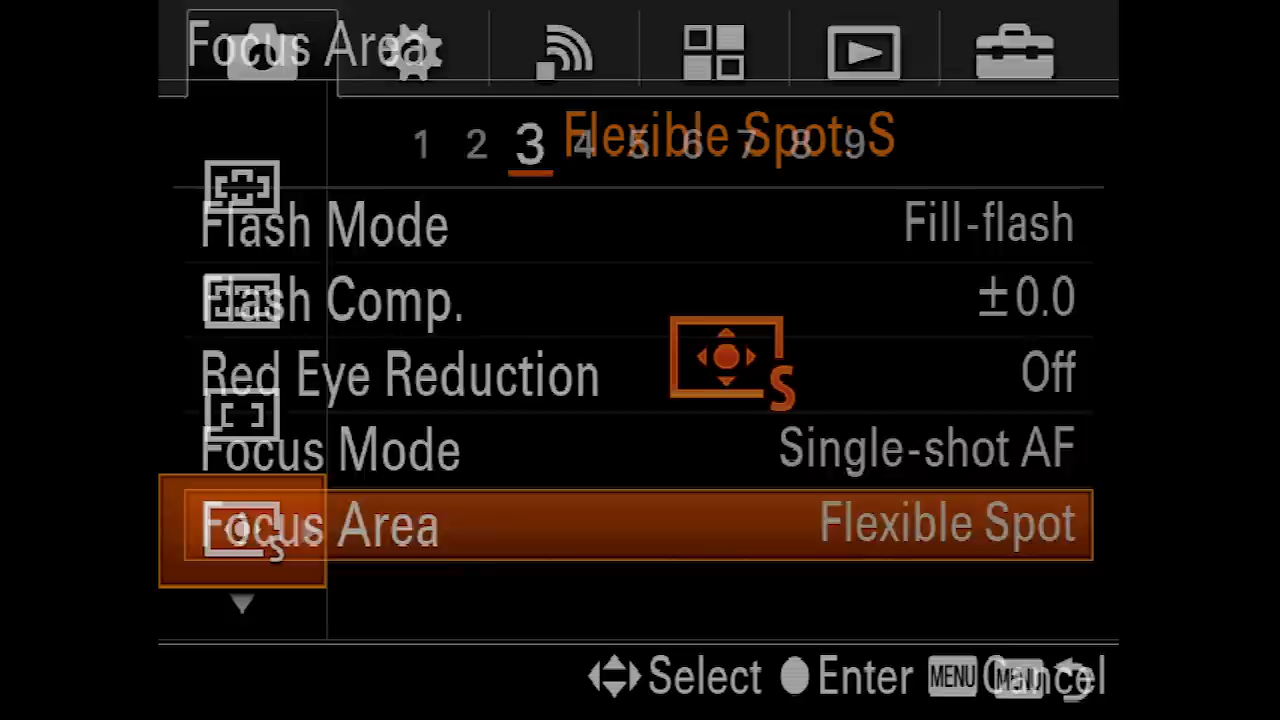 Focus Area
1 2 3 4 5 6 7 8 9
Flexible Spot: S
Flash Mode Fill-flash
Flash Comp. ±0.0
Red Eye Reduction Off
S
Focus Mode Single-shot AF
Focus Area Flexible Spot
S
Select Enter MENU Cancel MENU